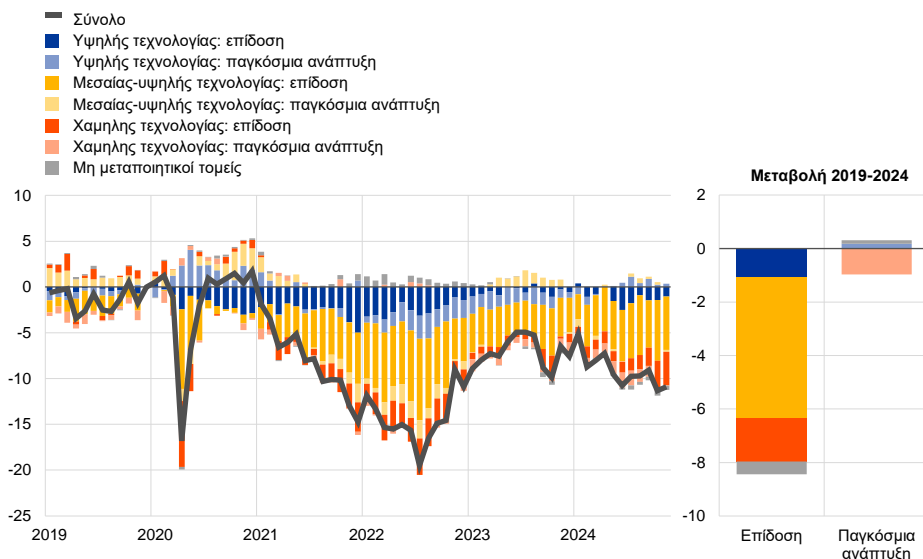 Σύνολο
Υψηλής τεχνολογίας: επίδοση
Υψηλής τεχνολογίας: παγκόσμια ανάπτυξη
Μεσαίας-υψηλής τεχνολογίας: επίδοση
Μεσαίας-υψηλής τεχνολογίας: παγκόσμια ανάπτυξη
Χαμηλης τεχνολογίας: επίδοση
Χαμηλης τεχνολογίας: παγκόσμια ανάπτυξη
Μη μεταποιητικοί τομείς
10
5
0
-5
-10
-15
-20
-25
2019 2020 2021 2022 2023 2024
Μεταβολή 2019-2024
2
0
-2
-4
-6
-8
-10
Επίδοση Παγκόσμια
ανάπτυξη